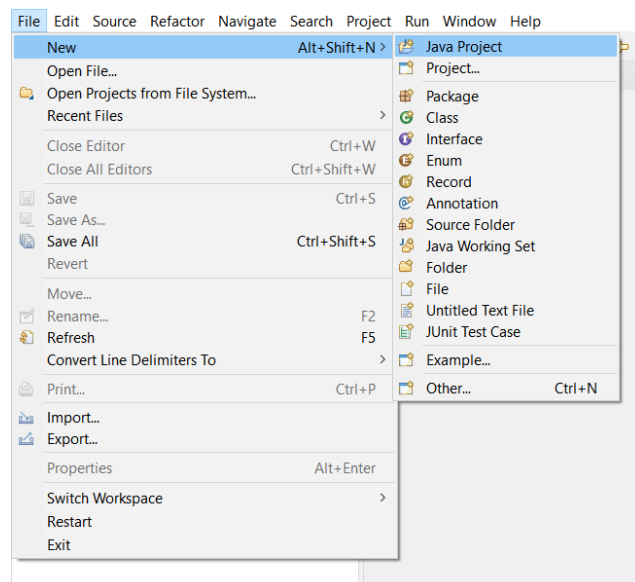 File Edit Source Refactor Navigate Search Project Run Window Help
New Alt+Shift+N >
Open File...
Open Projects from File System...
Recent Files >
Close Editor Ctrl+W
Close All Editors Ctrl+Shift+W
Save Ctrl+S
Save As...
Save All Ctrl+Shift+S
Revert
Move...
Rename... F2
Refresh F5
Convert Line Delimiters To >
Print... Ctrl+P
Import...
Export...
Properties Alt+Enter
Switch Workspace >
Restart
Exit
Java Project
Project...
Package
Class
Interface
Enum
Record
Annotation
Source Folder
Java Working Set
Folder
File
Untitled Text File
JUnit Test Case
Example...
Other... Ctrl+N